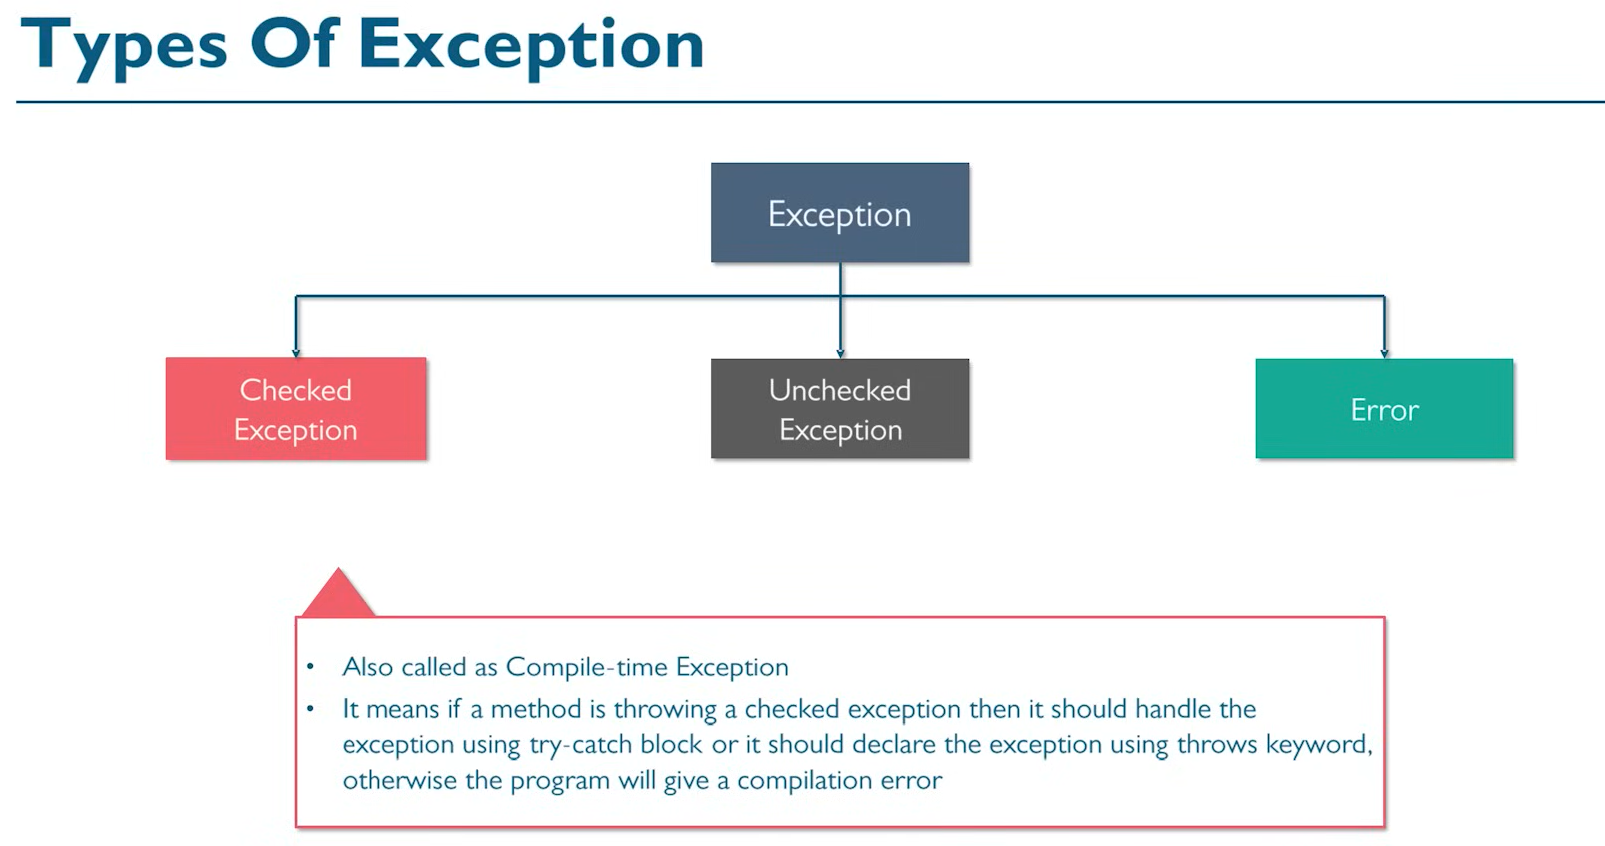 Types Of Exception
Exception
Checked
Exception
Unchecked
Exception
Error
• Also called as Compile-time Exception
• It means if a method is throwing a checked exception then it should handle the
exception using try-catch block or it should declare the exception using throws keyword,
otherwise the program will give a compilation error